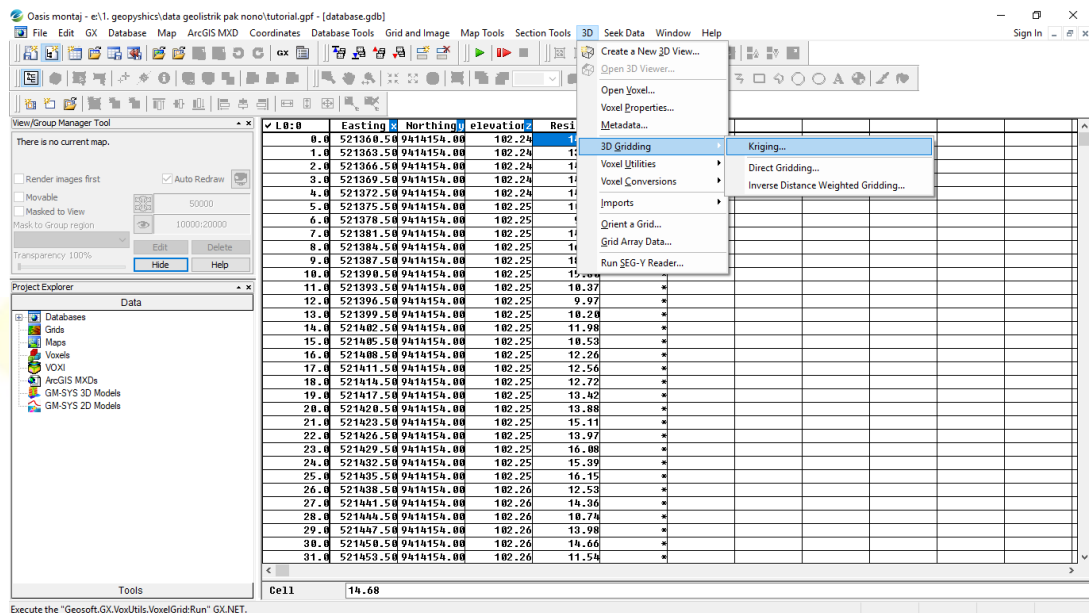 Oasis montaj - e:\1. geopyshics\data geolistrik pak nono\tutorial.gpf - [database.gdb]
File Edit GX Database Map ArcGIS MXD Coordinates Database Tools Grid and Image Map Tools Section Tools 3D Seek Data Window Help Sign In
GX
Create a New 3D View...
Open 3D Viewer...
Open Voxel...
Voxel Properties...
Metadata...
3D Gridding
Voxel Utilities
Voxel Conversions
Imports
Orient a Grid...
Grid Array Data...
Run SEG-Y Reader...
Kriging...
Direct Gridding...
Inverse Distance Weighted Gridding...
View/Group Manager Tool
There is no current map.
Render images first Auto Redraw
Movable
Masked to View
50000
Mask to Group region
10000:20000
Edit Delete
Transparency 100%
Hide Help
Project Explorer
Data
Databases
Grids
Maps
Voxels
VOXI
ArcGIS MXDs
GM-SYS 3D Models
GM-SYS 2D Models
Tools
L0:0 Easting x Northing y elevation z Resi
0.0 521360.50 9414154.00 102.24
1.0 521363.50 9414154.00 102.24
2.0 521366.50 9414154.00 102.24
3.0 521369.50 9414154.00 102.24
4.0 521372.50 9414154.00 102.24
5.0 521375.50 9414154.00 102.25
6.0 521378.50 9414154.00 102.25
7.0 521381.50 9414154.00 102.25
8.0 521384.50 9414154.00 102.25
9.0 521387.50 9414154.00 102.25
10.0 521390.50 9414154.00 102.25
11.0 521393.50 9414154.00 102.25 10.37 *
12.0 521396.50 9414154.00 102.25 9.97 *
13.0 521399.50 9414154.00 102.25 10.20 *
14.0 521402.50 9414154.00 102.25 11.98 *
15.0 521405.50 9414154.00 102.25 10.53 *
16.0 521408.50 9414154.00 102.25 12.26 *
17.0 521411.50 9414154.00 102.25 12.56 *
18.0 521414.50 9414154.00 102.25 12.72 *
19.0 521417.50 9414154.00 102.25 13.42 *
20.0 521420.50 9414154.00 102.25 13.88 *
21.0 521423.50 9414154.00 102.25 15.11 *
22.0 521426.50 9414154.00 102.25 13.97 *
23.0 521429.50 9414154.00 102.25 16.08 *
24.0 521432.50 9414154.00 102.25 15.39 *
25.0 521435.50 9414154.00 102.25 16.15 *
26.0 521438.50 9414154.00 102.26 12.53 *
27.0 521441.50 9414154.00 102.26 14.36 *
28.0 521444.50 9414154.00 102.26 10.74 *
29.0 521447.50 9414154.00 102.26 13.98 *
30.0 521450.50 9414154.00 102.26 14.66 *
31.0 521453.50 9414154.00 102.26 11.54 *
Cell 14.68
Execute the "Geosoft.GX.VoxUtils.VoxelGrid;Run" GX.NET.